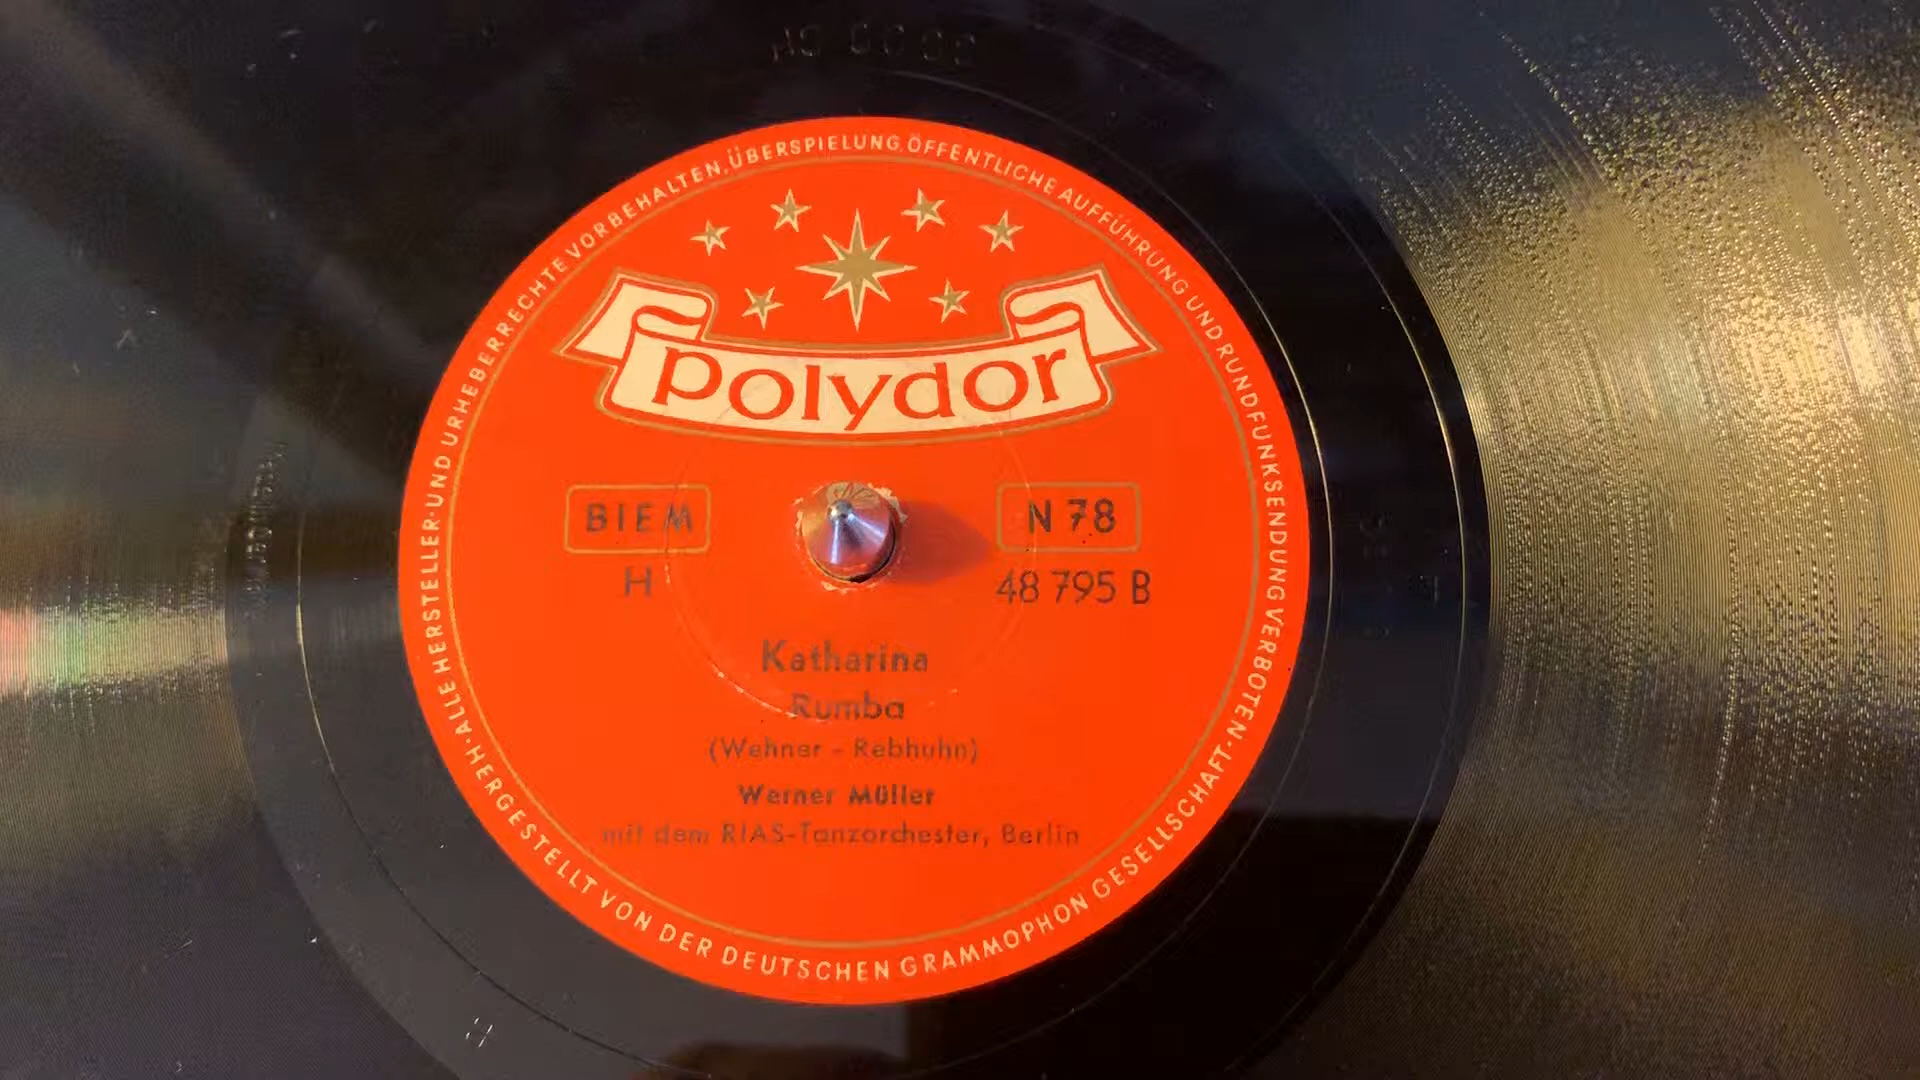 ALLE HERSTELLER- UND URHEBERRECHTE VORBEHALTEN, ÜBERSPIELUNG, ÖFFENTLICHE AUFFÜHRUNG UND RUNDFUNKSENDUNG VERBOTEN
polydor
BIEM
N 78
H
48 795 B
Katharina
Rumba
(Wehner - Rebhuhn)
Werner Müller
mit dem RIAS-Tanzorchester, Berlin
HERGESTELLT VON DER DEUTSCHEN GRAMMOPHON GESELLSCHAFT